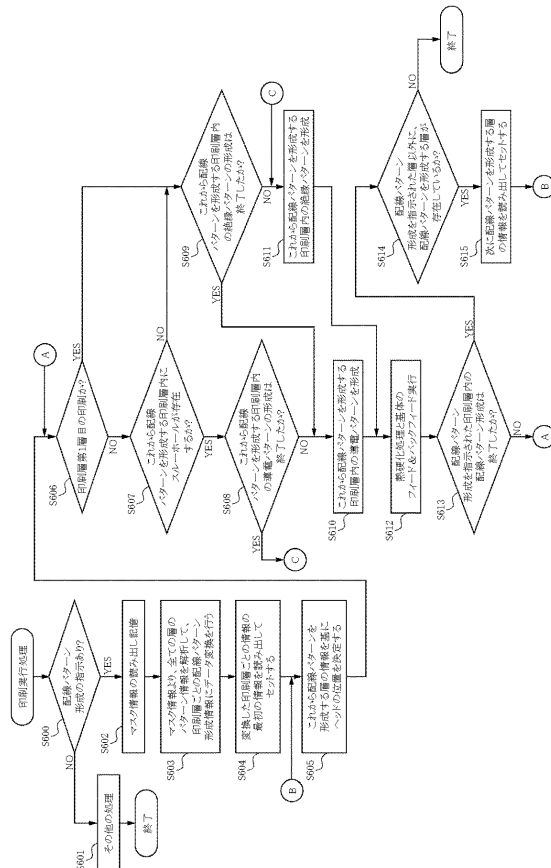 印刷実行処理
S600
配線パターン
形成の指示あり?
NO
YES
S601
その他の処理
終了
S602
マスク情報の読み出し記憶
S603
マスク情報より、全ての層の
パターン情報を解析して、
印刷層ごとの配線パターン
形成情報にデータ変換を行う
S604
変換した印刷層ごとの情報の
最初の情報を読み出して
セットする
B
S605
これから配線パターンを
形成する層の情報を基に
ヘッドの位置を決定する
A
S606
印刷層第1層目の印刷か?
YES
NO
S607
これから配線
パターンを形成する印刷層内に
スルーホールが存在
するか?
NO
YES
S608
これから配線
パターンを形成する印刷層内
の導電パターンの形成は
終了したか?
YES
C
NO
S609
これから配線
パターンを形成する印刷層内
の絶縁パターンの形成は
終了したか?
YES
NO
C
S610
これから配線パターンを形成する
印刷層内の導電パターンを形成
S611
これから配線パターンを形成する
印刷層内の絶縁パターンを形成
S612
熱硬化処理と基体の
フィード&バックフィード実行
S613
配線パターン
形成を指示された印刷層内の
配線パターン形成は
終了したか?
YES
NO
A
S614
配線パターン
形成を指示された層以外に、
配線パターンを形成する層が
存在しているか?
NO
終了
YES
S615
次に配線パターンを形成する層
の情報を読み出してセットする
B